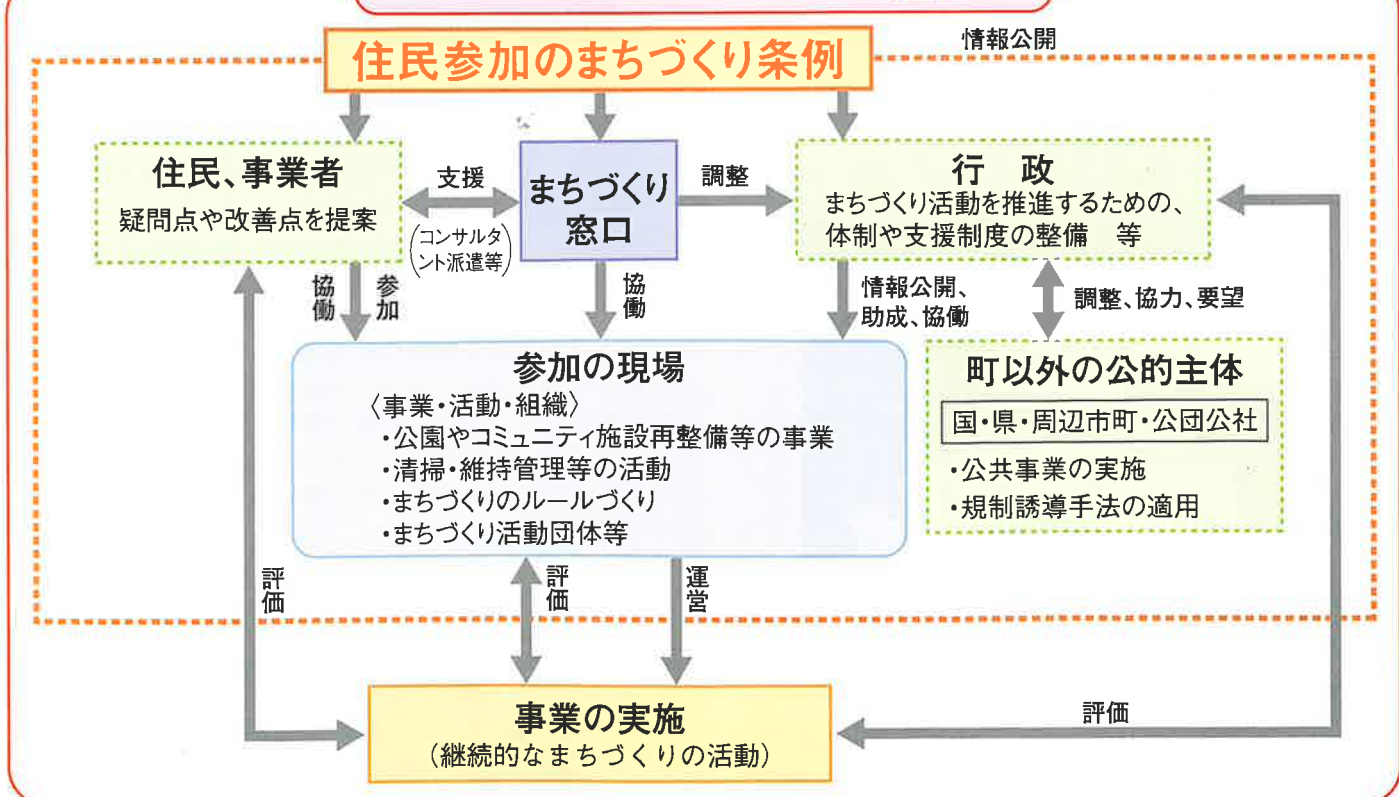 情報公開
住民参加のまちづくり条例
住民、事業者
疑問点や改善点を提案
支援
(コンサルタ
ント派遣等)
まちづくり
窓口
調整
行　政
まちづくり活動を推進するための、
体制や支援制度の整備　等
協働
参加
協働
情報公開、
助成、協働
調整、協力、要望
参加の現場
〈事業・活動・組織〉
・公園やコミュニティ施設再整備等の事業
・清掃・維持管理等の活動
・まちづくりのルールづくり
・まちづくり活動団体等
町以外の公的主体
国・県・周辺市町・公団公社
・公共事業の実施
・規制誘導手法の適用
評価
評価
運営
事業の実施
(継続的なまちづくりの活動)
評価